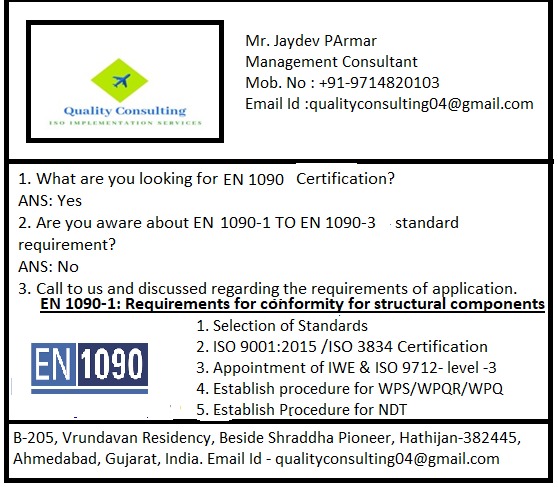 Mr. Jaydev PArmar
Management Consultant
Mob. No : +91-9714820103
Email Id :qualityconsulting04@gmail.com
Quality Consulting
ISO IMPLEMENTATION SERVICES
1. What are you looking for EN 1090 Certification?
ANS: Yes
2. Are you aware about EN 1090-1 TO EN 1090-3 standard
requirement?
ANS: No
3. Call to us and discussed regarding the requirements of application.
EN 1090-1: Requirements for conformity for structural components
EN 1090
1. Selection of Standards
2. ISO 9001:2015 /ISO 3834 Certification
3. Appointment of IWE & ISO 9712- level -3
4. Establish procedure for WPS/WPQR/WPQ
5. Establish Procedure for NDT
B-205, Vrundavan Residency, Beside Shraddha Pioneer, Hathijan-382445,
Ahmedabad, Gujarat, India. Email Id - qualityconsulting04@gmail.com